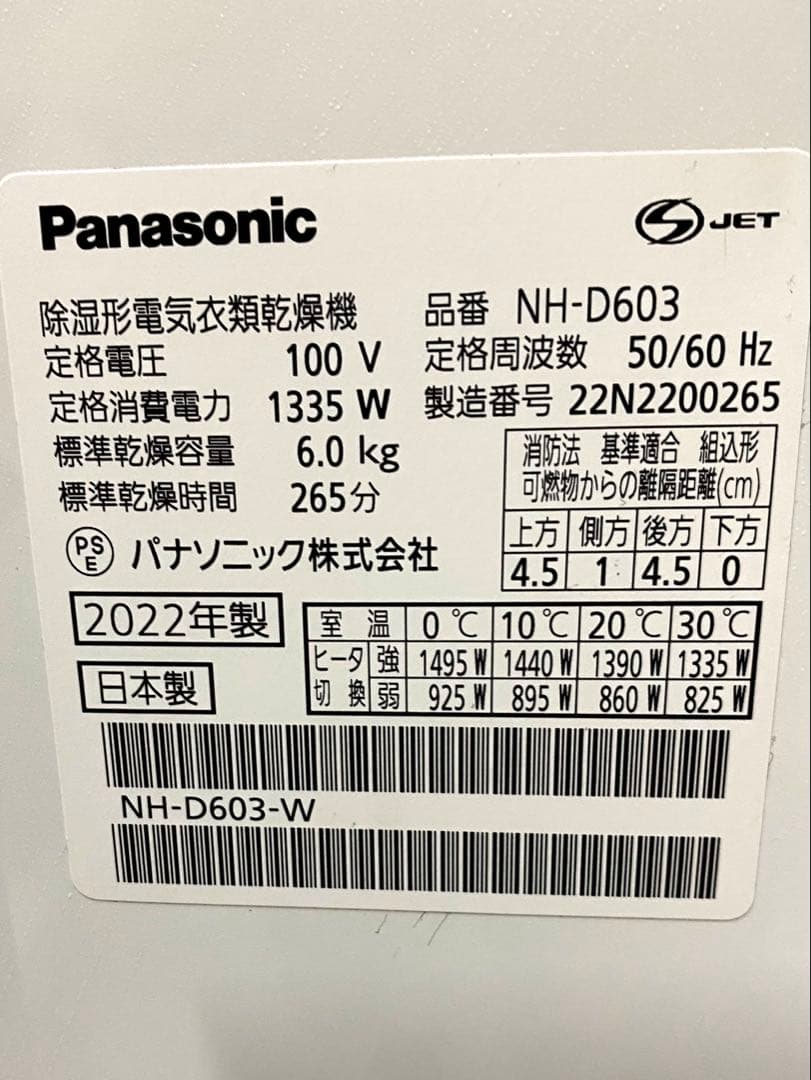 Panasonic
S JET
除湿形電気衣類乾燥機 品番 NH-D603
定格電圧 100 V 定格周波数 50/60 Hz
定格消費電力 1335 W 製造番号 22N2200265
標準乾燥容量 6.0 kg
標準乾燥時間 265分
消防法 基準適合 組込形
可燃物からの離隔距離(cm)
上方 側方 後方 下方
4.5 1 4.5 0
PSE パナソニック株式会社
2022年製
日本製
室温 0℃ 10℃ 20℃ 30℃
ヒータ切換 強 1495 W 1440 W 1390 W 1335 W
弱 925 W 895 W 860 W 825 W
NH-D603-W